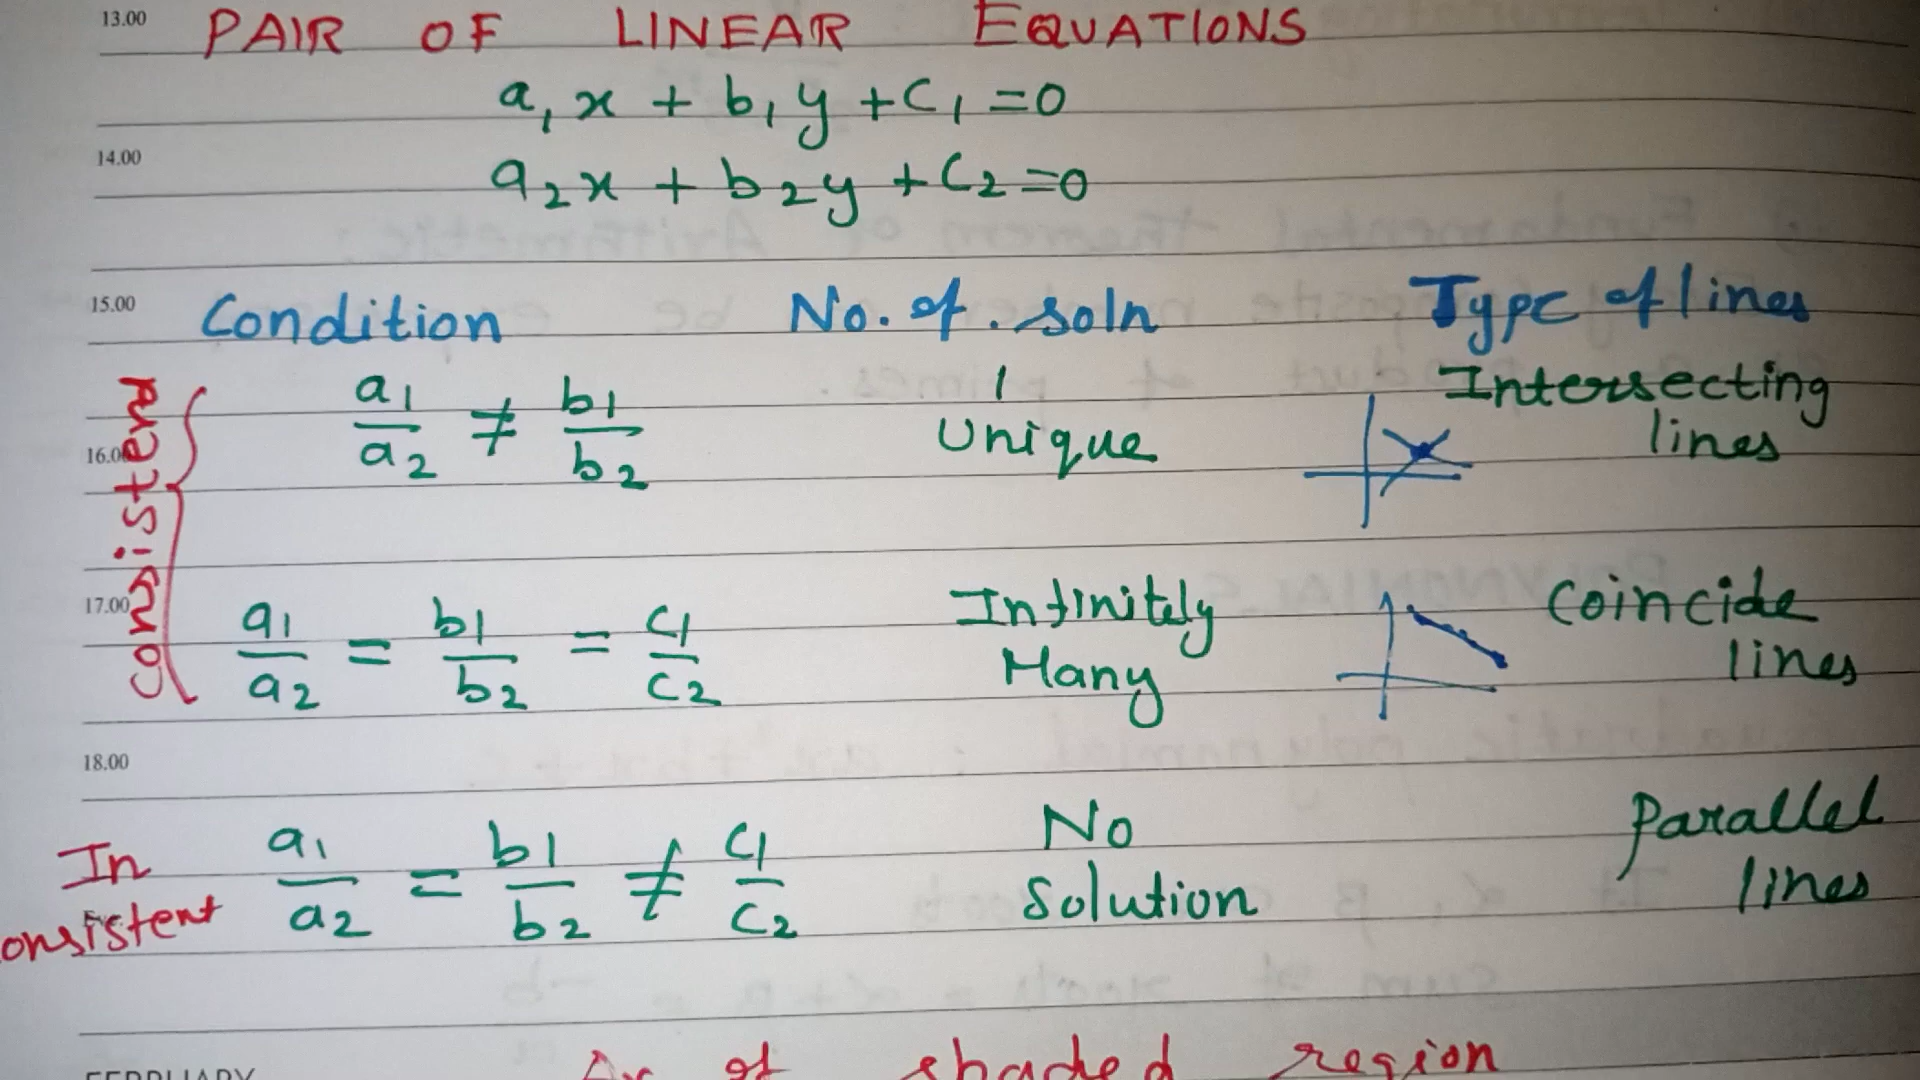 13.00
PAIR OF LINEAR EQUATIONS
a₁x + b₁y + c₁ = 0
14.00
a₂x + b₂y + c₂ = 0
15.00
Condition No. of. soln Type of lines
consistent
a₁/a₂ ≠ b₁/b₂ 1 Unique Intersecting lines
16.00
17.00
a₁/a₂ = b₁/b₂ = c₁/c₂ Infinitely Many Coincide lines
18.00
In onsistent a₁/a₂ = b₁/b₂ ≠ c₁/c₂ No Solution Parallel lines
of shaded region
FEBRUARY